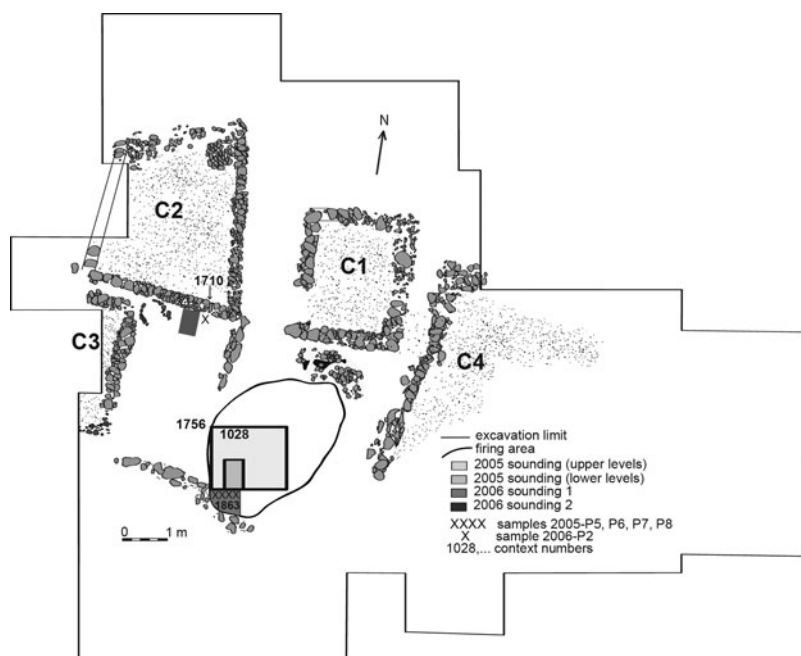 N
C2
C1
1710
X
C3
C4
1756
1028
XXXX
1863
0 1 m
excavation limit
firing area
2005 sounding (upper levels)
2005 sounding (lower levels)
2006 sounding 1
2006 sounding 2
XXXX samples 2005-P5, P6, P7, P8
X sample 2006-P2
1028,... context numbers